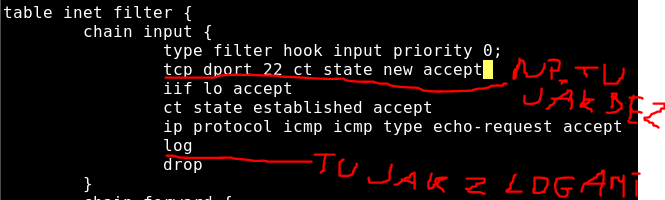 table inet filter {
chain input {
type filter hook input priority 0;
tcp dport 22 ct state new accept
NP. TU
JAK BEZ
iif lo accept
ct state established accept
ip protocol icmp icmp type echo-request accept
log
TU JAK Z LOGAMI
drop
}
chain forward {